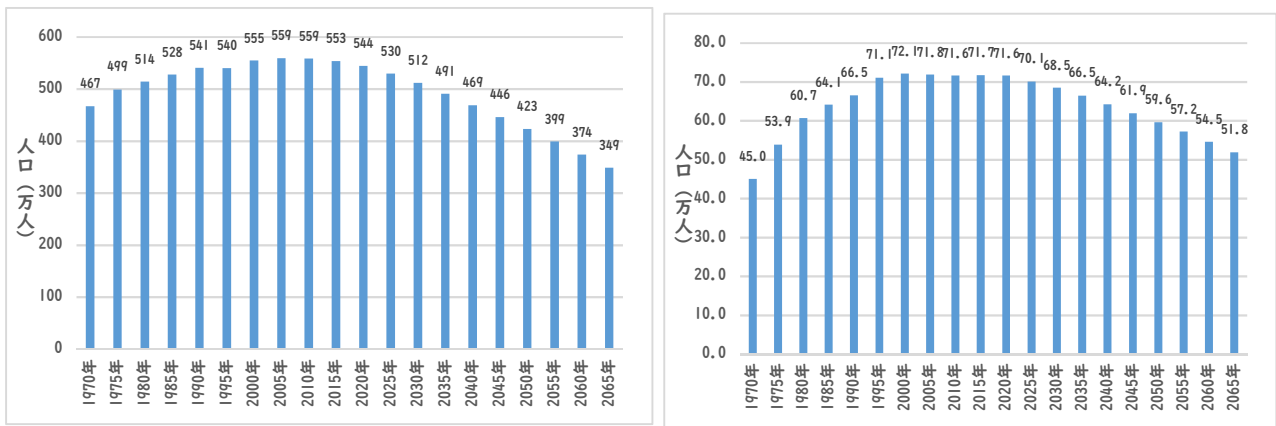 600
500
400
300
200
100
0
人口（万人）
467
499
514
528
541
540
555
559
559
553
544
530
512
491
469
446
423
399
374
349
1970年
1975年
1980年
1985年
1990年
1995年
2000年
2005年
2010年
2015年
2020年
2025年
2030年
2035年
2040年
2045年
2050年
2055年
2060年
2065年
80.0
70.0
60.0
50.0
40.0
30.0
20.0
10.0
0.0
人口（万人）
45.0
53.9
60.7
64.1
66.5
71.1
72.1
71.8
71.6
71.7
71.6
70.1
68.5
66.5
64.2
61.9
59.6
57.2
54.5
51.8
1970年
1975年
1980年
1985年
1990年
1995年
2000年
2005年
2010年
2015年
2020年
2025年
2030年
2035年
2040年
2045年
2050年
2055年
2060年
2065年